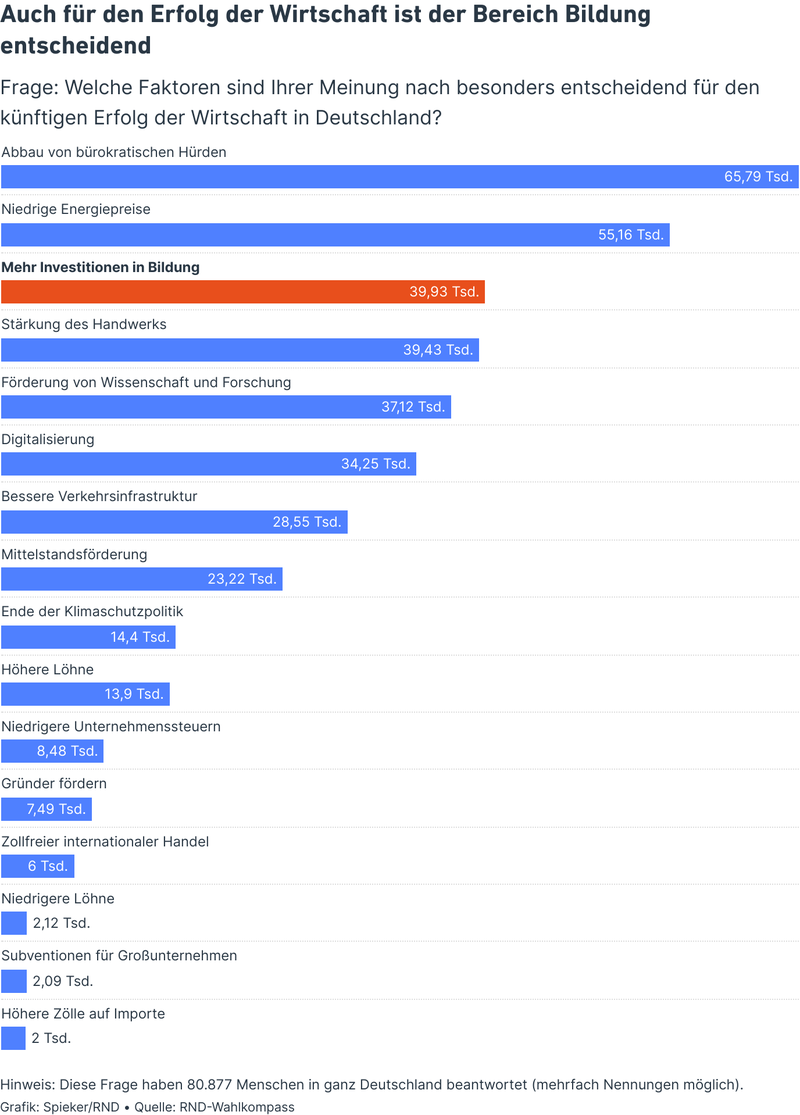 Auch für den Erfolg der Wirtschaft ist der Bereich Bildung
entscheidend
Frage: Welche Faktoren sind Ihrer Meinung nach besonders entscheidend für den
künftigen Erfolg der Wirtschaft in Deutschland?
Abbau von bürokratischen Hürden
65,79 Tsd.
Niedrige Energiepreise
55,16 Tsd.
Mehr Investitionen in Bildung
39,93 Tsd.
Stärkung des Handwerks
39,43 Tsd.
Förderung von Wissenschaft und Forschung
37,12 Tsd.
Digitalisierung
34,25 Tsd.
Bessere Verkehrsinfrastruktur
28,55 Tsd.
Mittelstandsförderung
23,22 Tsd.
Ende der Klimaschutzpolitik
14,4 Tsd.
Höhere Löhne
13,9 Tsd.
Niedrigere Unternehmenssteuern
8,48 Tsd.
Gründer fördern
7,49 Tsd.
Zollfreier internationaler Handel
6 Tsd.
Niedrigere Löhne
2,12 Tsd.
Subventionen für Großunternehmen
2,09 Tsd.
Höhere Zölle auf Importe
2 Tsd.
Hinweis: Diese Frage haben 80.877 Menschen in ganz Deutschland beantwortet (mehrfach Nennungen möglich).
Grafik: Spieker/RND • Quelle: RND-Wahlkompass